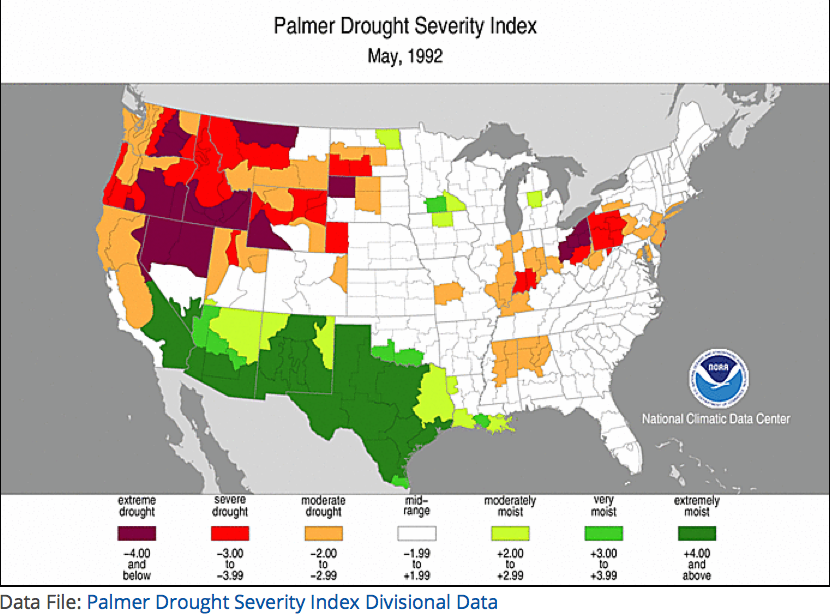 Palmer Drought Severity Index
May, 1992
NOAA
National Climatic Data Center
extreme drought
severe drought
moderate drought
mid-range
moderately moist
very moist
extremely moist
−4.00 and below
−3.00 to −3.99
−2.00 to −2.99
−1.99 to +1.99
+2.00 to +2.99
+3.00 to +3.99
+4.00 and above
Data File: Palmer Drought Severity Index Divisional Data